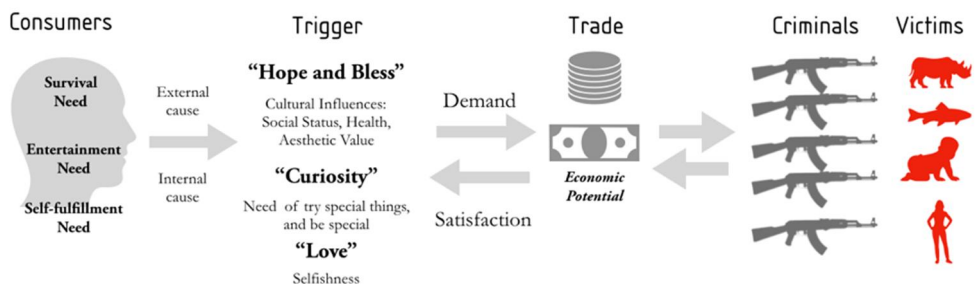 Consumers
Trigger
Trade
Criminals
Victims
Survival
Need
Entertainment
Need
Self-fulfillment
Need
External
cause
Internal
cause
“Hope and Bless”
Cultural Influences:
Social Status, Health,
Aesthetic Value
“Curiosity”
Need of try special things,
and be special
“Love”
Selfishness
Demand
Satisfaction
Economic
Potential